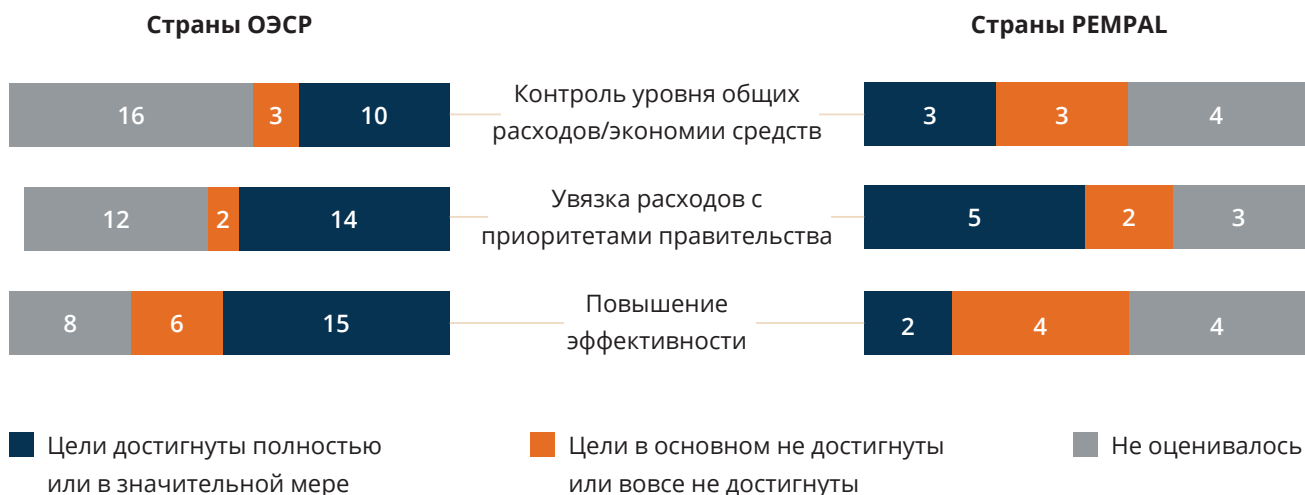 Страны ОЭСР
Страны PEMPAL
16 3 10
Контроль уровня общих
расходов/экономии средств
3 3 4
12 2 14
Увязка расходов с
приоритетами правительства
5 2 3
8 6 15
Повышение
эффективности
2 4 4
Цели достигнуты полностью
или в значительной мере
Цели в основном не достигнуты
или вовсе не достигнуты
Не оценивалось